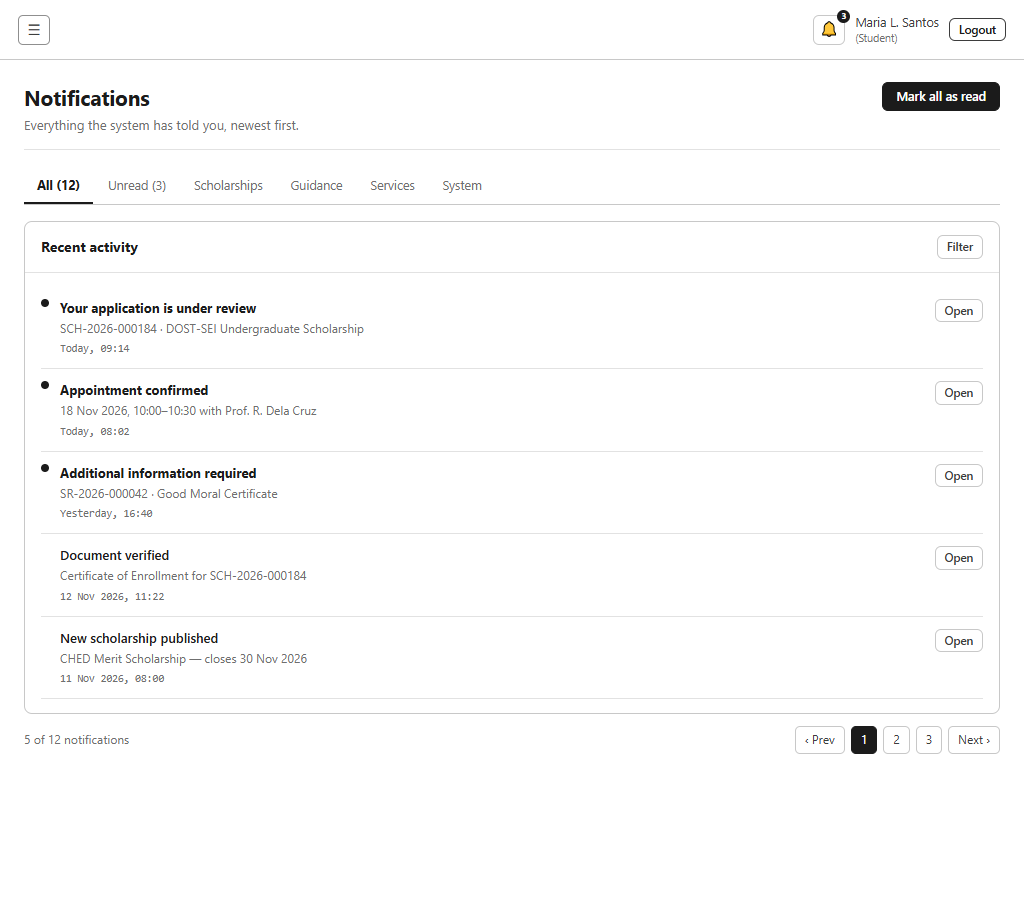 ☰
3
Maria L. Santos
(Student)
Logout
Notifications
Mark all as read
Everything the system has told you, newest first.
All (12) Unread (3) Scholarships Guidance Services System
Recent activity
Filter
Your application is under review
Open
SCH-2026-000184 · DOST-SEI Undergraduate Scholarship
Today, 09:14
Appointment confirmed
Open
18 Nov 2026, 10:00–10:30 with Prof. R. Dela Cruz
Today, 08:02
Additional information required
Open
SR-2026-000042 · Good Moral Certificate
Yesterday, 16:40
Document verified
Open
Certificate of Enrollment for SCH-2026-000184
12 Nov 2026, 11:22
New scholarship published
Open
CHED Merit Scholarship — closes 30 Nov 2026
11 Nov 2026, 08:00
5 of 12 notifications
‹ Prev 1 2 3 Next ›